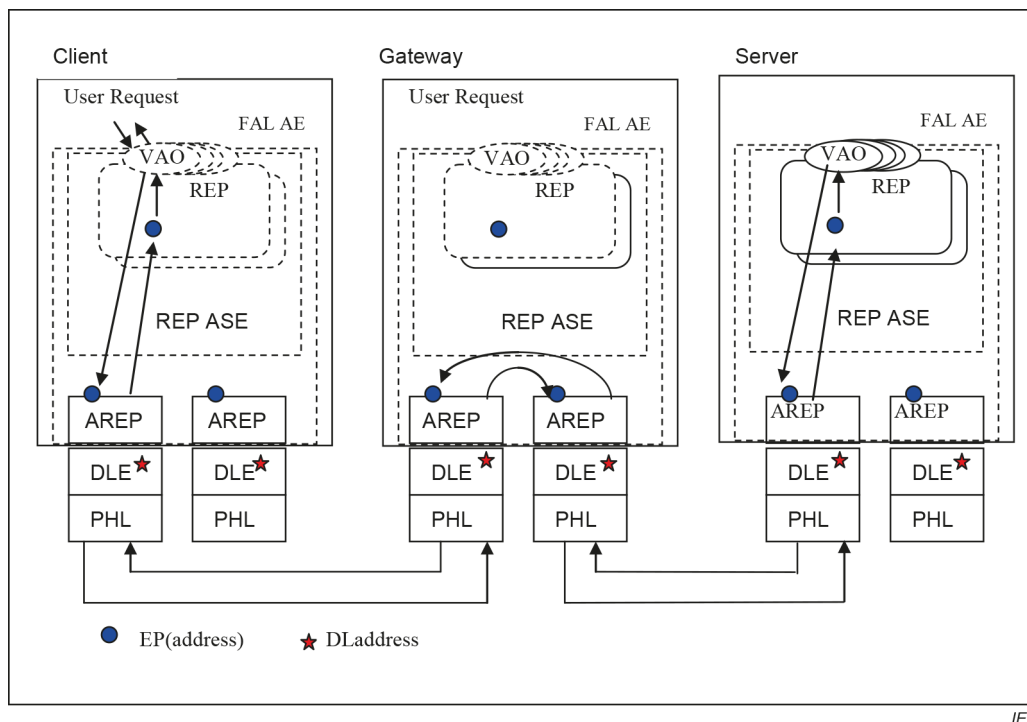 Client
User Request
FAL AE
VAO
REP
REP ASE
AREP
AREP
DLE
DLE
PHL
PHL
Gateway
User Request
FAL AE
VAO
REP
REP ASE
AREP
AREP
DLE
DLE
PHL
PHL
Server
FAL AE
VAO
REP
REP ASE
AREP
AREP
DLE
DLE
PHL
PHL
EP(address)
DLaddress